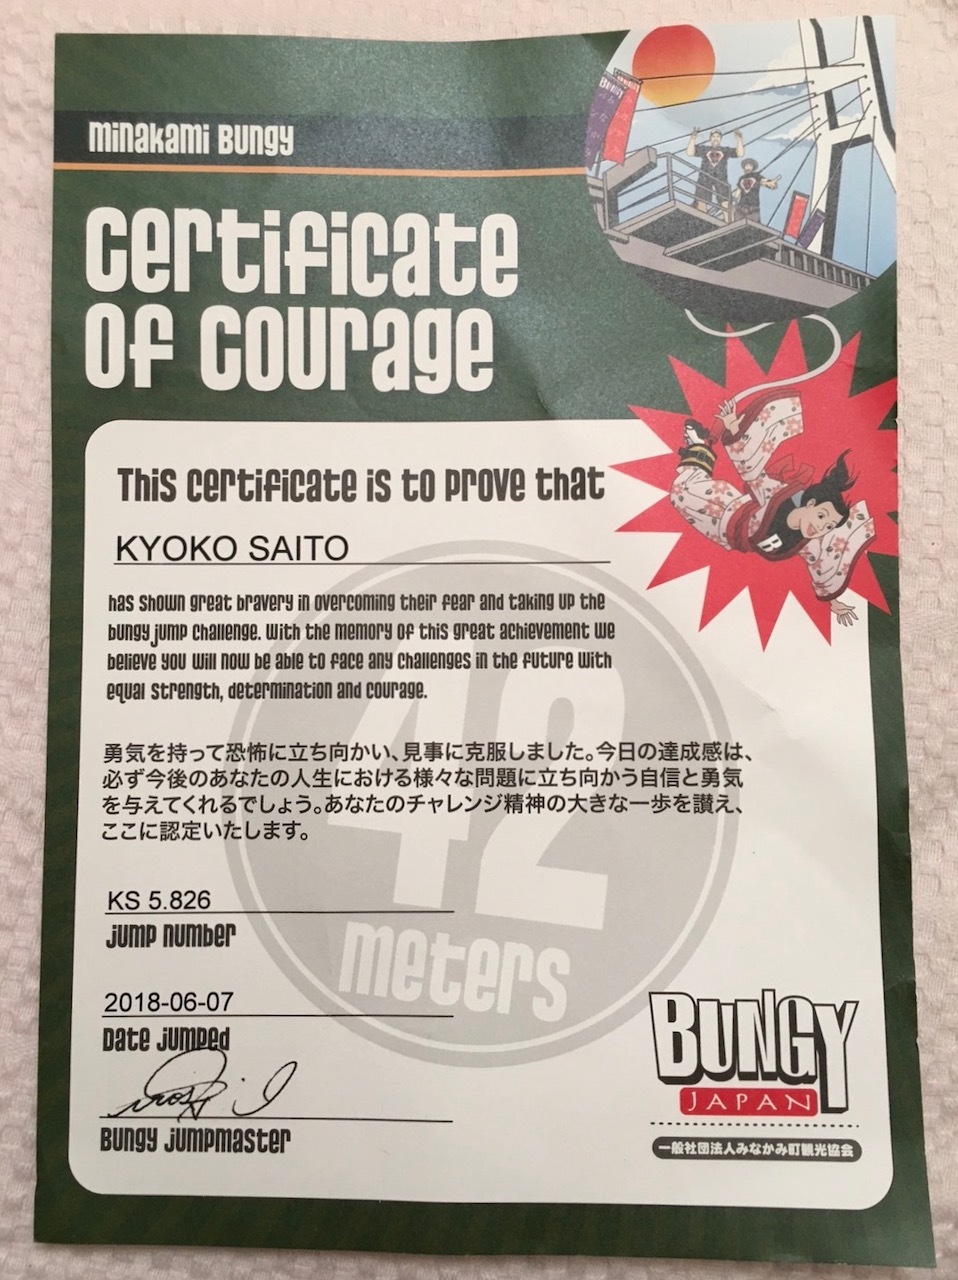 Minakami Bungy
Certificate
of Courage
This certificate is to prove that
KYOKO SAITO
has shown great bravery in overcoming their fear and taking up the
bungy jump challenge. With the memory of this great achievement we
believe you will now be able to face any challenges in the future with
equal strength, determination and courage.
勇気を持って恐怖に立ち向かい、見事に克服しました。今日の達成感は、
必ず今後のあなたの人生における様々な問題に立ち向かう自信と勇気
を与えてくれるでしょう。あなたのチャレンジ精神の大きな一歩を讃え、
ここに認定いたします。
42
meters
KS 5.826
Jump Number
2018-06-07
Date Jumped
Bungy Jumpmaster
BUNGY
JAPAN
一般社団法人みなかみ町観光協会
BUNGY
B